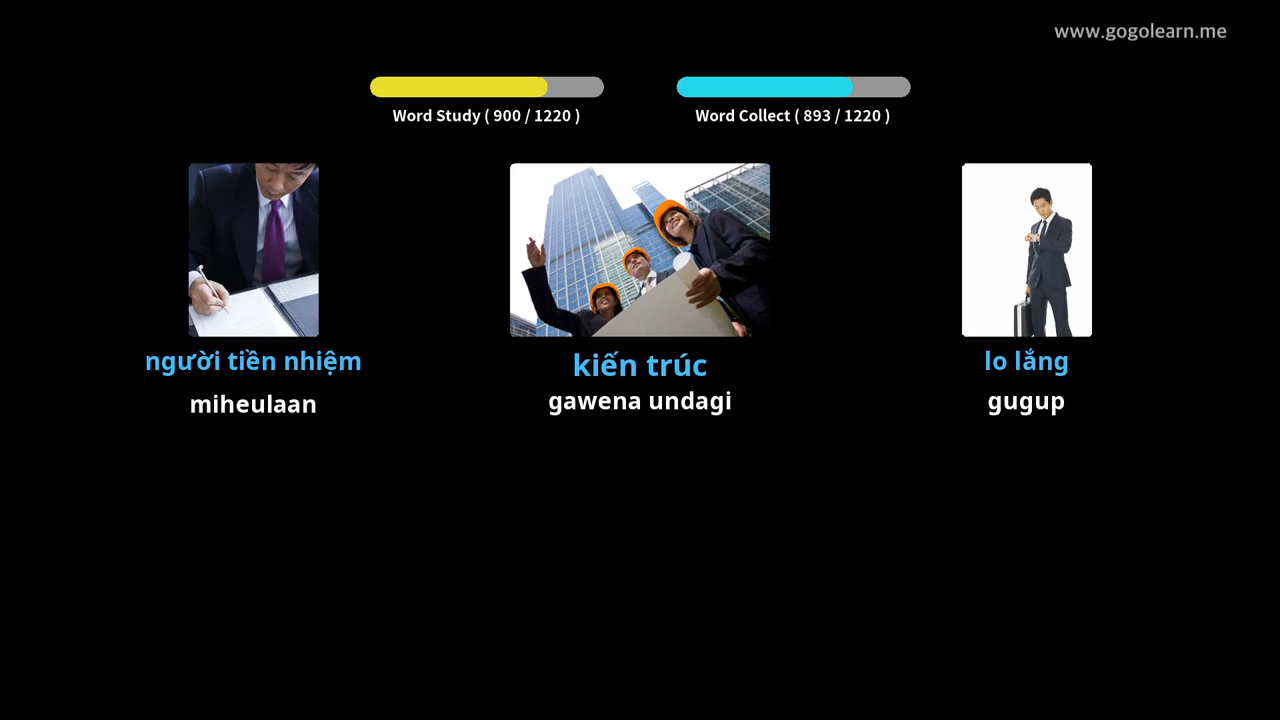 www.gogolearn.me
Word Study ( 900 / 1220 )
Word Collect ( 893 / 1220 )
người tiền nhiệm
miheulaan
kiến trúc
gawena undagi
lo lắng
gugup